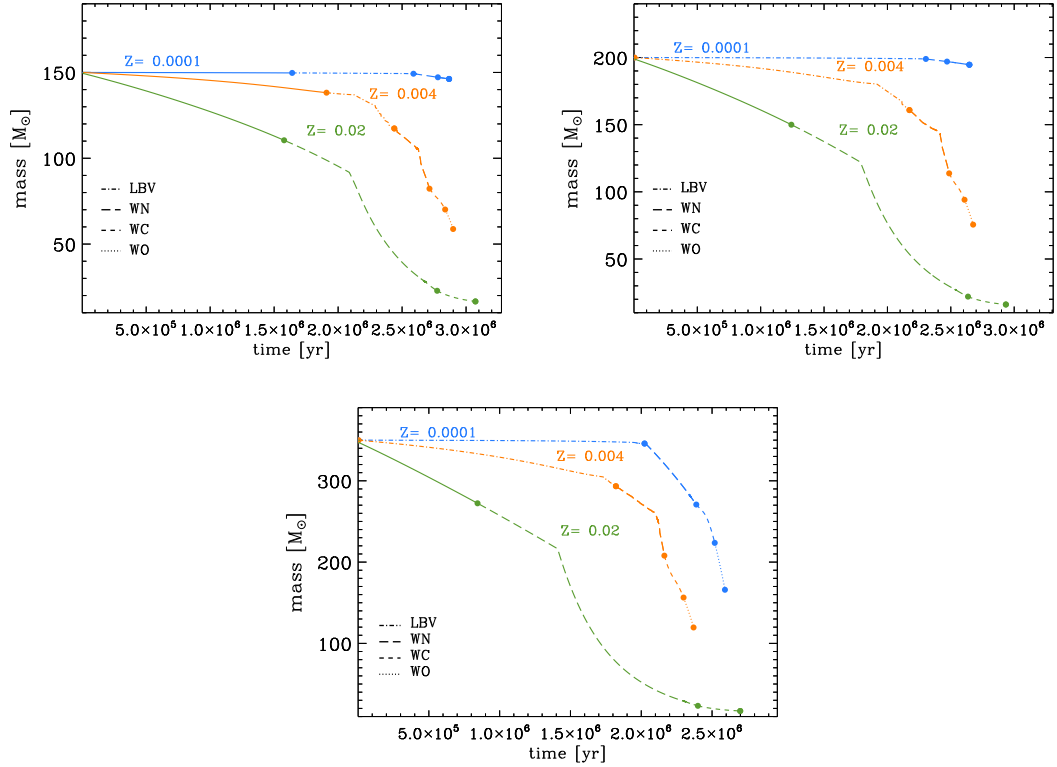 Z= 0.0001
Z= 0.004
Z= 0.02
LBV
WN
WC
WO
150
100
50
mass [M⊙]
5.0×10⁵ 1.0×10⁶ 1.5×10⁶ 2.0×10⁶ 2.5×10⁶ 3.0×10⁶
time [yr]
Z= 0.0001
Z= 0.004
Z= 0.02
LBV
WN
WC
WO
200
150
100
50
mass [M⊙]
5.0×10⁵ 1.0×10⁶ 1.5×10⁶ 2.0×10⁶ 2.5×10⁶ 3.0×10⁶
time [yr]
Z= 0.0001
Z= 0.004
Z= 0.02
LBV
WN
WC
WO
300
200
100
mass [M⊙]
5.0×10⁵ 1.0×10⁶ 1.5×10⁶ 2.0×10⁶ 2.5×10⁶
time [yr]